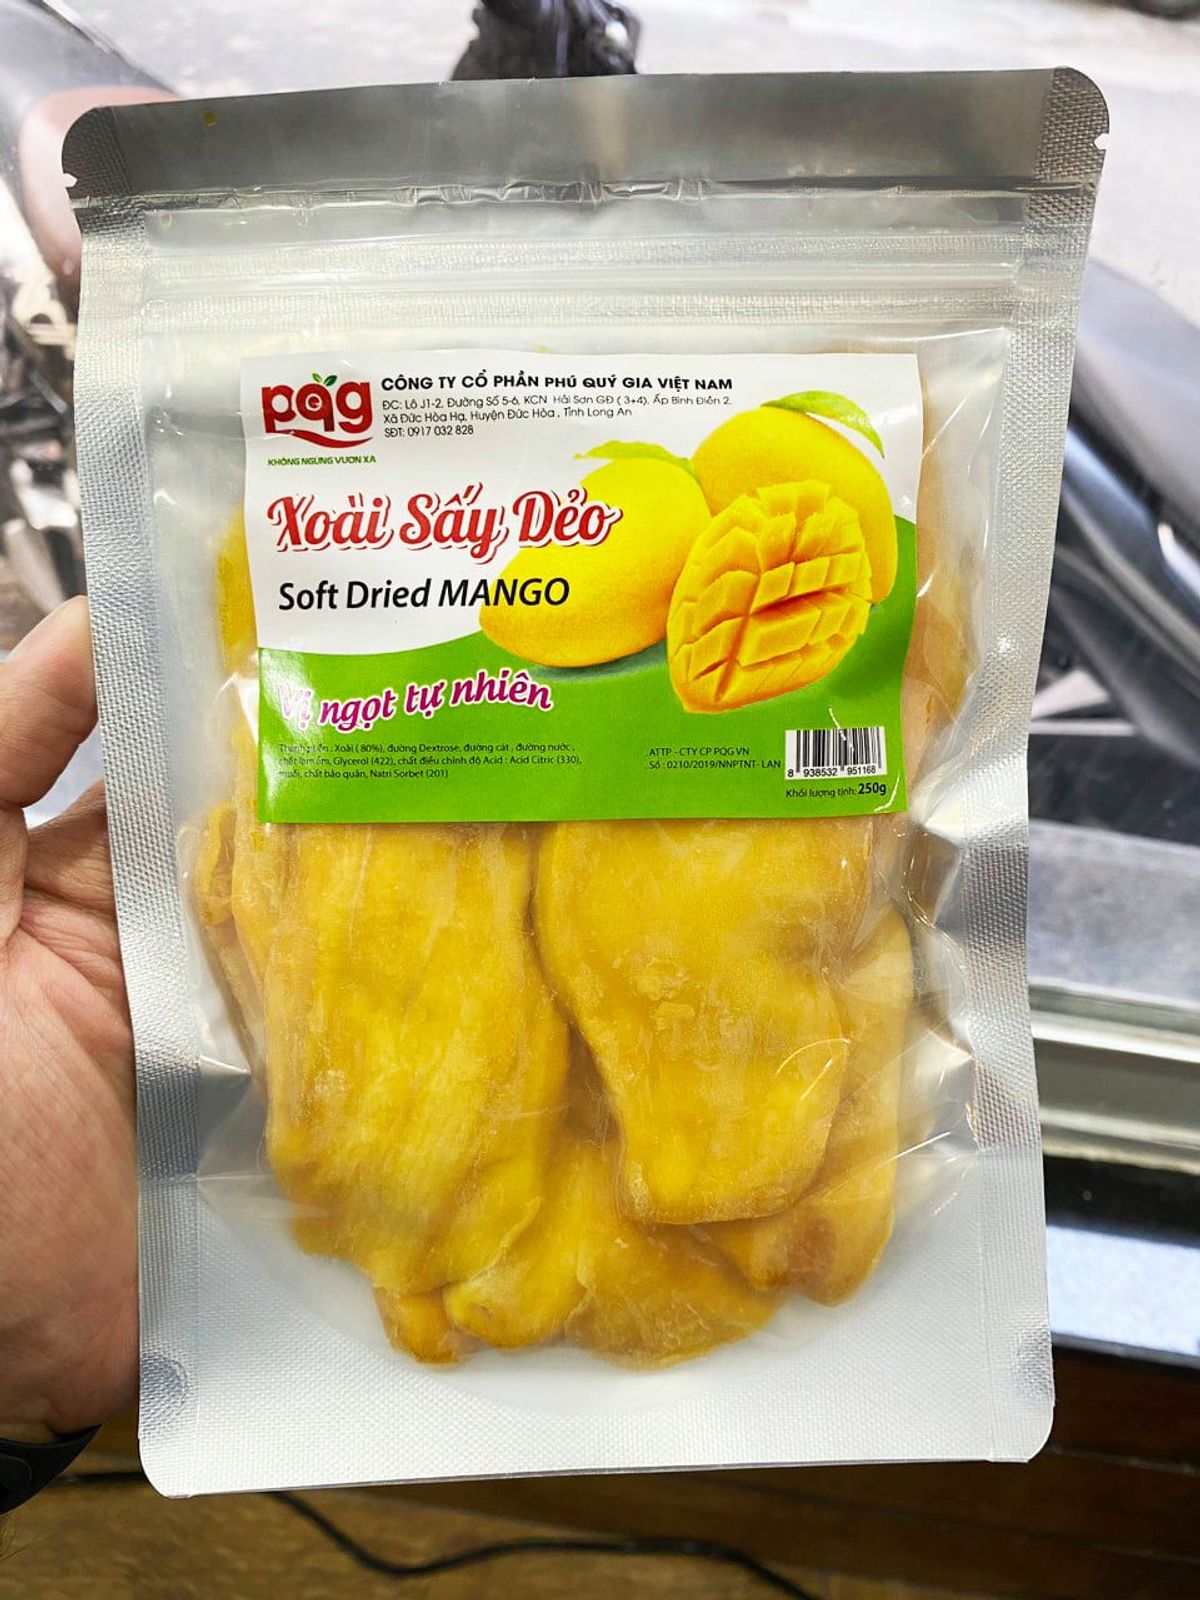 pqg
KHÔNG NGỪNG VƯƠN XA
CÔNG TY CỔ PHẦN PHÚ QUÝ GIA VIỆT NAM
ĐC: Lô J1-2, Đường Số 5-6, KCN Hải Sơn GĐ ( 3+4), Ấp Bình Điền 2,
Xã Đức Hòa Hạ, Huyện Đức Hòa , Tỉnh Long An
SĐT: 0917 032 828
Xoài Sấy Dẻo
Soft Dried MANGO
Vị ngọt tự nhiên
Thành phần : Xoài ( 80%), đường Dextrose, đường cát , đường nước ,
chất làm ẩm, Glycerol (422), chất điều chỉnh độ Acid : Acid Citric (330),
muối, chất bảo quản, Natri Sorbet (201)
ATTP - CTY CP PQG VN
Số : 0210/2019/NNPTNT- LAN
8 938532 951168
Khối lượng tịnh: 250g